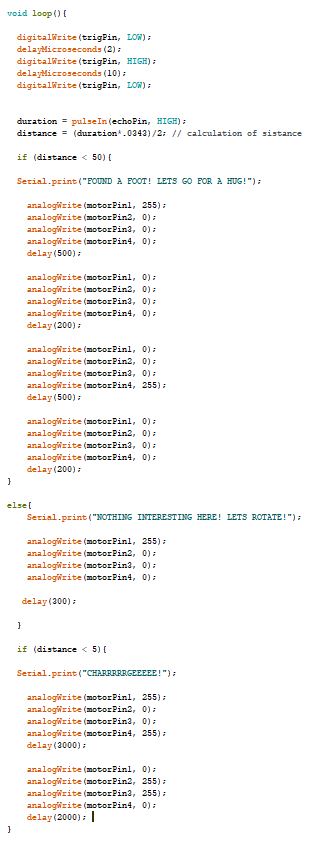 void loop(){
digitalWrite(trigPin, LOW);
delayMicroseconds(2);
digitalWrite(trigPin, HIGH);
delayMicroseconds(10);
digitalWrite(trigPin, LOW);
duration = pulseIn(echoPin, HIGH);
distance = (duration*.0343)/2; // calculation of sistance
if (distance < 50){
Serial.print("FOUND A FOOT! LETS GO FOR A HUG!");
analogWrite(motorPin1, 255);
analogWrite(motorPin2, 0);
analogWrite(motorPin3, 0);
analogWrite(motorPin4, 0);
delay(500);
analogWrite(motorPin1, 0);
analogWrite(motorPin2, 0);
analogWrite(motorPin3, 0);
analogWrite(motorPin4, 0);
delay(200);
analogWrite(motorPin1, 0);
analogWrite(motorPin2, 0);
analogWrite(motorPin3, 0);
analogWrite(motorPin4, 255);
delay(500);
analogWrite(motorPin1, 0);
analogWrite(motorPin2, 0);
analogWrite(motorPin3, 0);
analogWrite(motorPin4, 0);
delay(200);
}
else{
Serial.print("NOTHING INTERESTING HERE! LETS ROTATE!");
analogWrite(motorPin1, 255);
analogWrite(motorPin2, 0);
analogWrite(motorPin3, 0);
analogWrite(motorPin4, 0);
delay(300);
}
if (distance < 5){
Serial.print("CHARRRRRGEEEEE!");
analogWrite(motorPin1, 255);
analogWrite(motorPin2, 0);
analogWrite(motorPin3, 0);
analogWrite(motorPin4, 255);
delay(3000);
analogWrite(motorPin1, 0);
analogWrite(motorPin2, 255);
analogWrite(motorPin3, 255);
analogWrite(motorPin4, 0);
delay(2000);
}